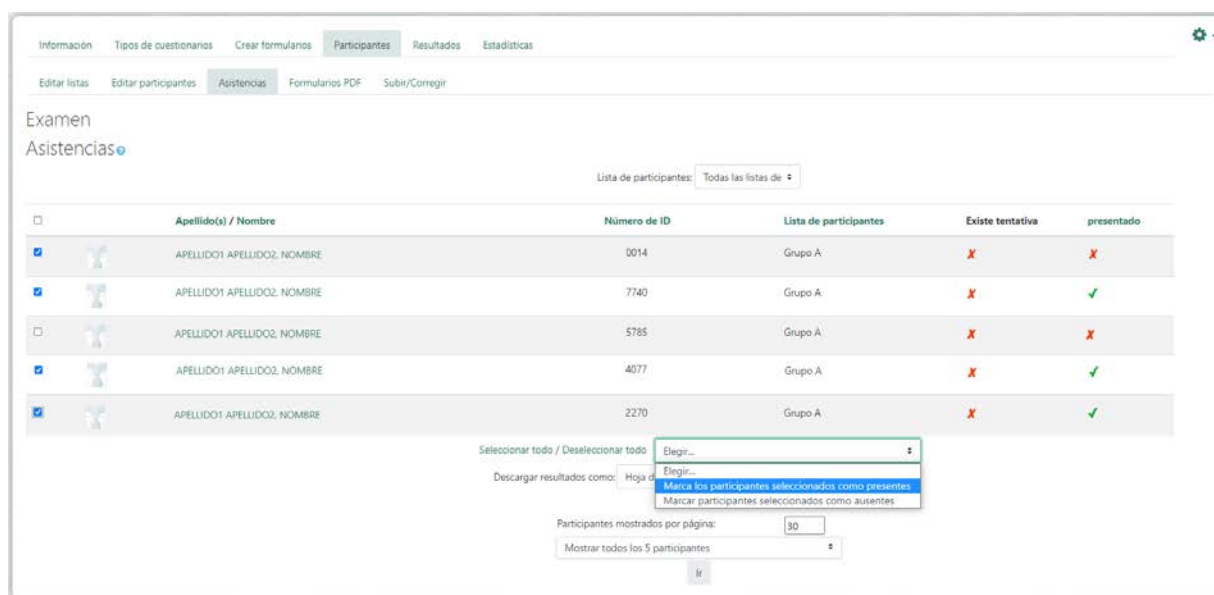 Información Tipos de cuestionarios Crear formularios Participantes Resultados Estadísticas
Editar listas Editar participantes Asistencias Formularios PDF Subir/Corregir
Examen
Asistencias
Lista de participantes: Todas las listas de
Apellido(s) / Nombre Número de ID Lista de participantes Existe tentativa presentado
APELLIDO1 APELLIDO2, NOMBRE 0014 Grupo A
APELLIDO1 APELLIDO2, NOMBRE 7740 Grupo A
APELLIDO1 APELLIDO2, NOMBRE 5785 Grupo A
APELLIDO1 APELLIDO2, NOMBRE 4077 Grupo A
APELLIDO1 APELLIDO2, NOMBRE 2270 Grupo A
Seleccionar todo / Deseleccionar todo Elegir...
Elegir...
Descargar resultados como: Hoja d
Marca los participantes seleccionados como presentes
Marcar participantes seleccionados como ausentes
Participantes mostrados por página: 30
Mostrar todos los 5 participantes
Ir